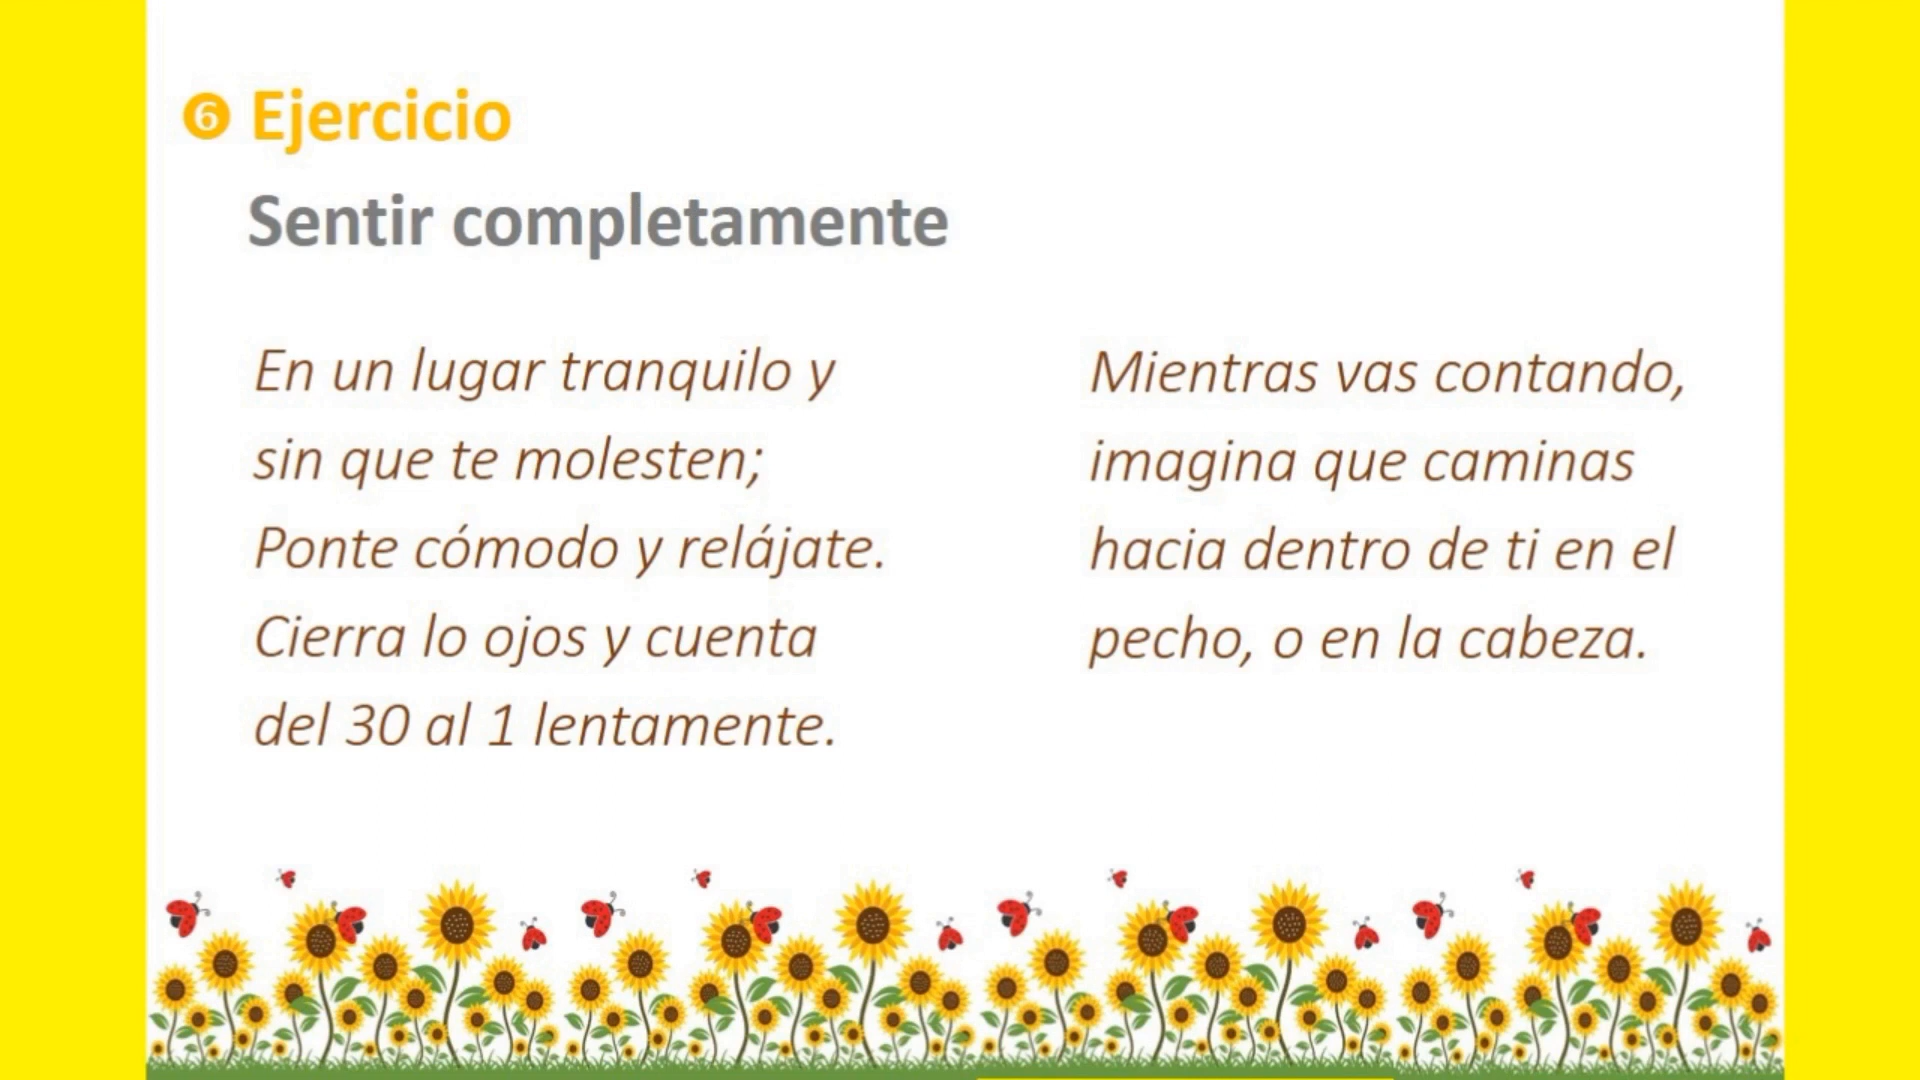 ❻ Ejercicio
Sentir completamente
En un lugar tranquilo y
sin que te molesten;
Ponte cómodo y relájate.
Cierra lo ojos y cuenta
del 30 al 1 lentamente.
Mientras vas contando,
imagina que caminas
hacia dentro de ti en el
pecho, o en la cabeza.